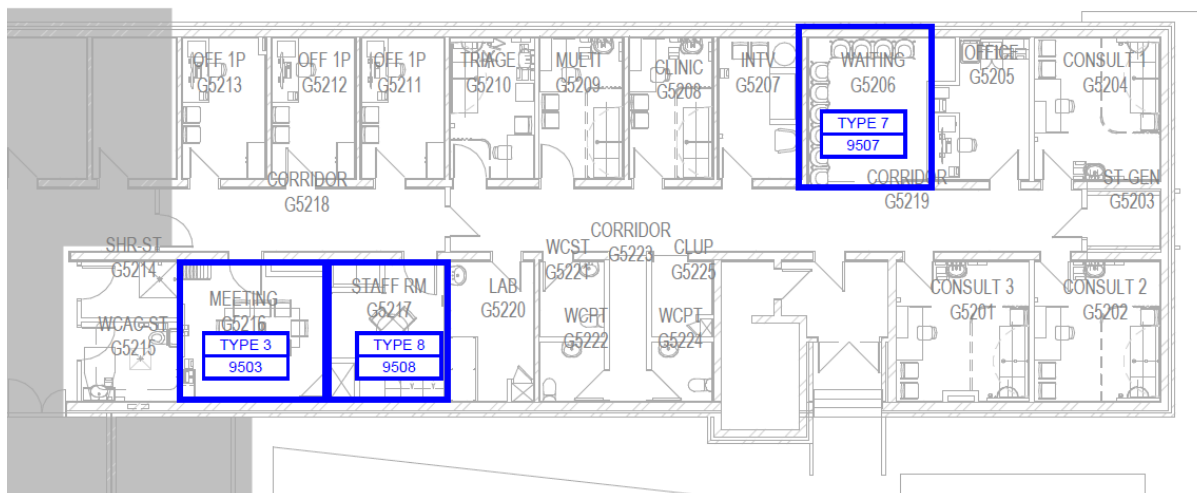 OFF 1P
G5213
OFF 1P
G5212
OFF 1P
G5211
TRIAGE
G5210
MULIT
G5209
CLINIC
G5208
INTV
G5207
WAITING
G5206
TYPE 7
9507
OFFICE
G5205
CONSULT 1
G5204
CORRIDOR
G5218
CORRIDOR
G5219
ST-GEN
G5203
SHR-ST
G5214
WCAC-ST
G5215
MEETING
G5216
TYPE 3
9503
STAFF RM
G5217
TYPE 8
9508
LAB
G5220
WCST
G5221
CORRIDOR
G5223
CLUP
G5225
WCPT
G5222
WCPT
G5224
CONSULT 3
G5201
CONSULT 2
G5202